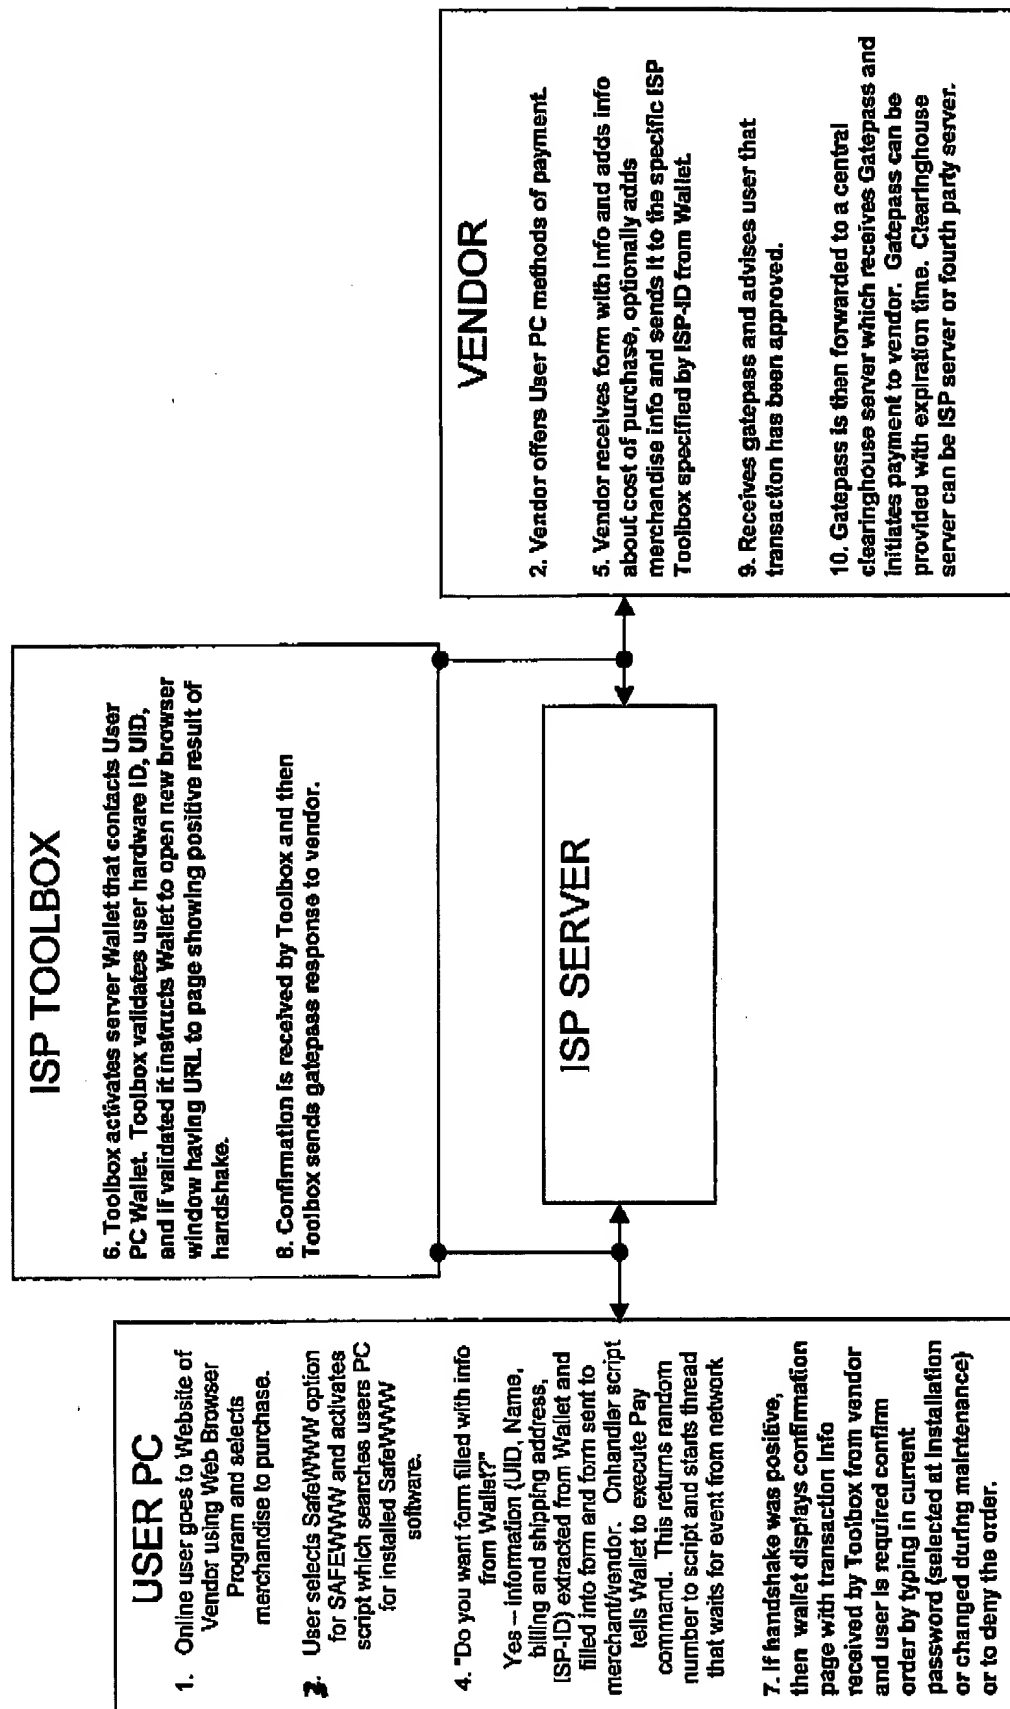 USER PC
1. Online user goes to Website of
Vendor using Web Browser
Program and selects
merchandise to purchase.
3. User selects SafeWWW option
for SAFEWWW and activates
script which searches users PC
for installed SafeWWW
software.
4. "Do you want form filled with info
from Wallet?"
Yes – information (UID, Name,
billing and shipping address,
ISP-ID) extracted from Wallet and
filled into form and form sent to
merchant/vendor. Onhander script
tells Wallet to execute Pay
command. This returns random
number to script and starts thread
that waits for event from network
7. If handshake was positive,
then wallet displays confirmation
page with transaction info
received by Toolbox from vendor
and user is required confirm
order by typing in current
password (selected at installation
or changed during maintenance)
or to deny the order.
ISP TOOLBOX
6. Toolbox activates server Wallet that contacts User
PC Wallet. Toolbox validates user hardware ID, UID,
and if validated it instructs Wallet to open new browser
window having URL to page showing positive result of
handshake.
8. Confirmation is received by Toolbox and then
Toolbox sends gatepass response to vendor.
ISP SERVER
VENDOR
2. Vendor offers User PC methods of payment.
5. Vendor receives form with info and adds info
about cost of purchase, optionally adds
merchandise info and sends it to the specific ISP
Toolbox specified by ISP-ID from Wallet.
9. Receives gatepass and advises user that
transaction has been approved.
10. Gatepass is then forwarded to a central
clearinghouse server which receives Gatepass and
initiates payment to vendor. Gatepass can be
provided with expiration time. Clearinghouse
server can be ISP server or fourth party server.